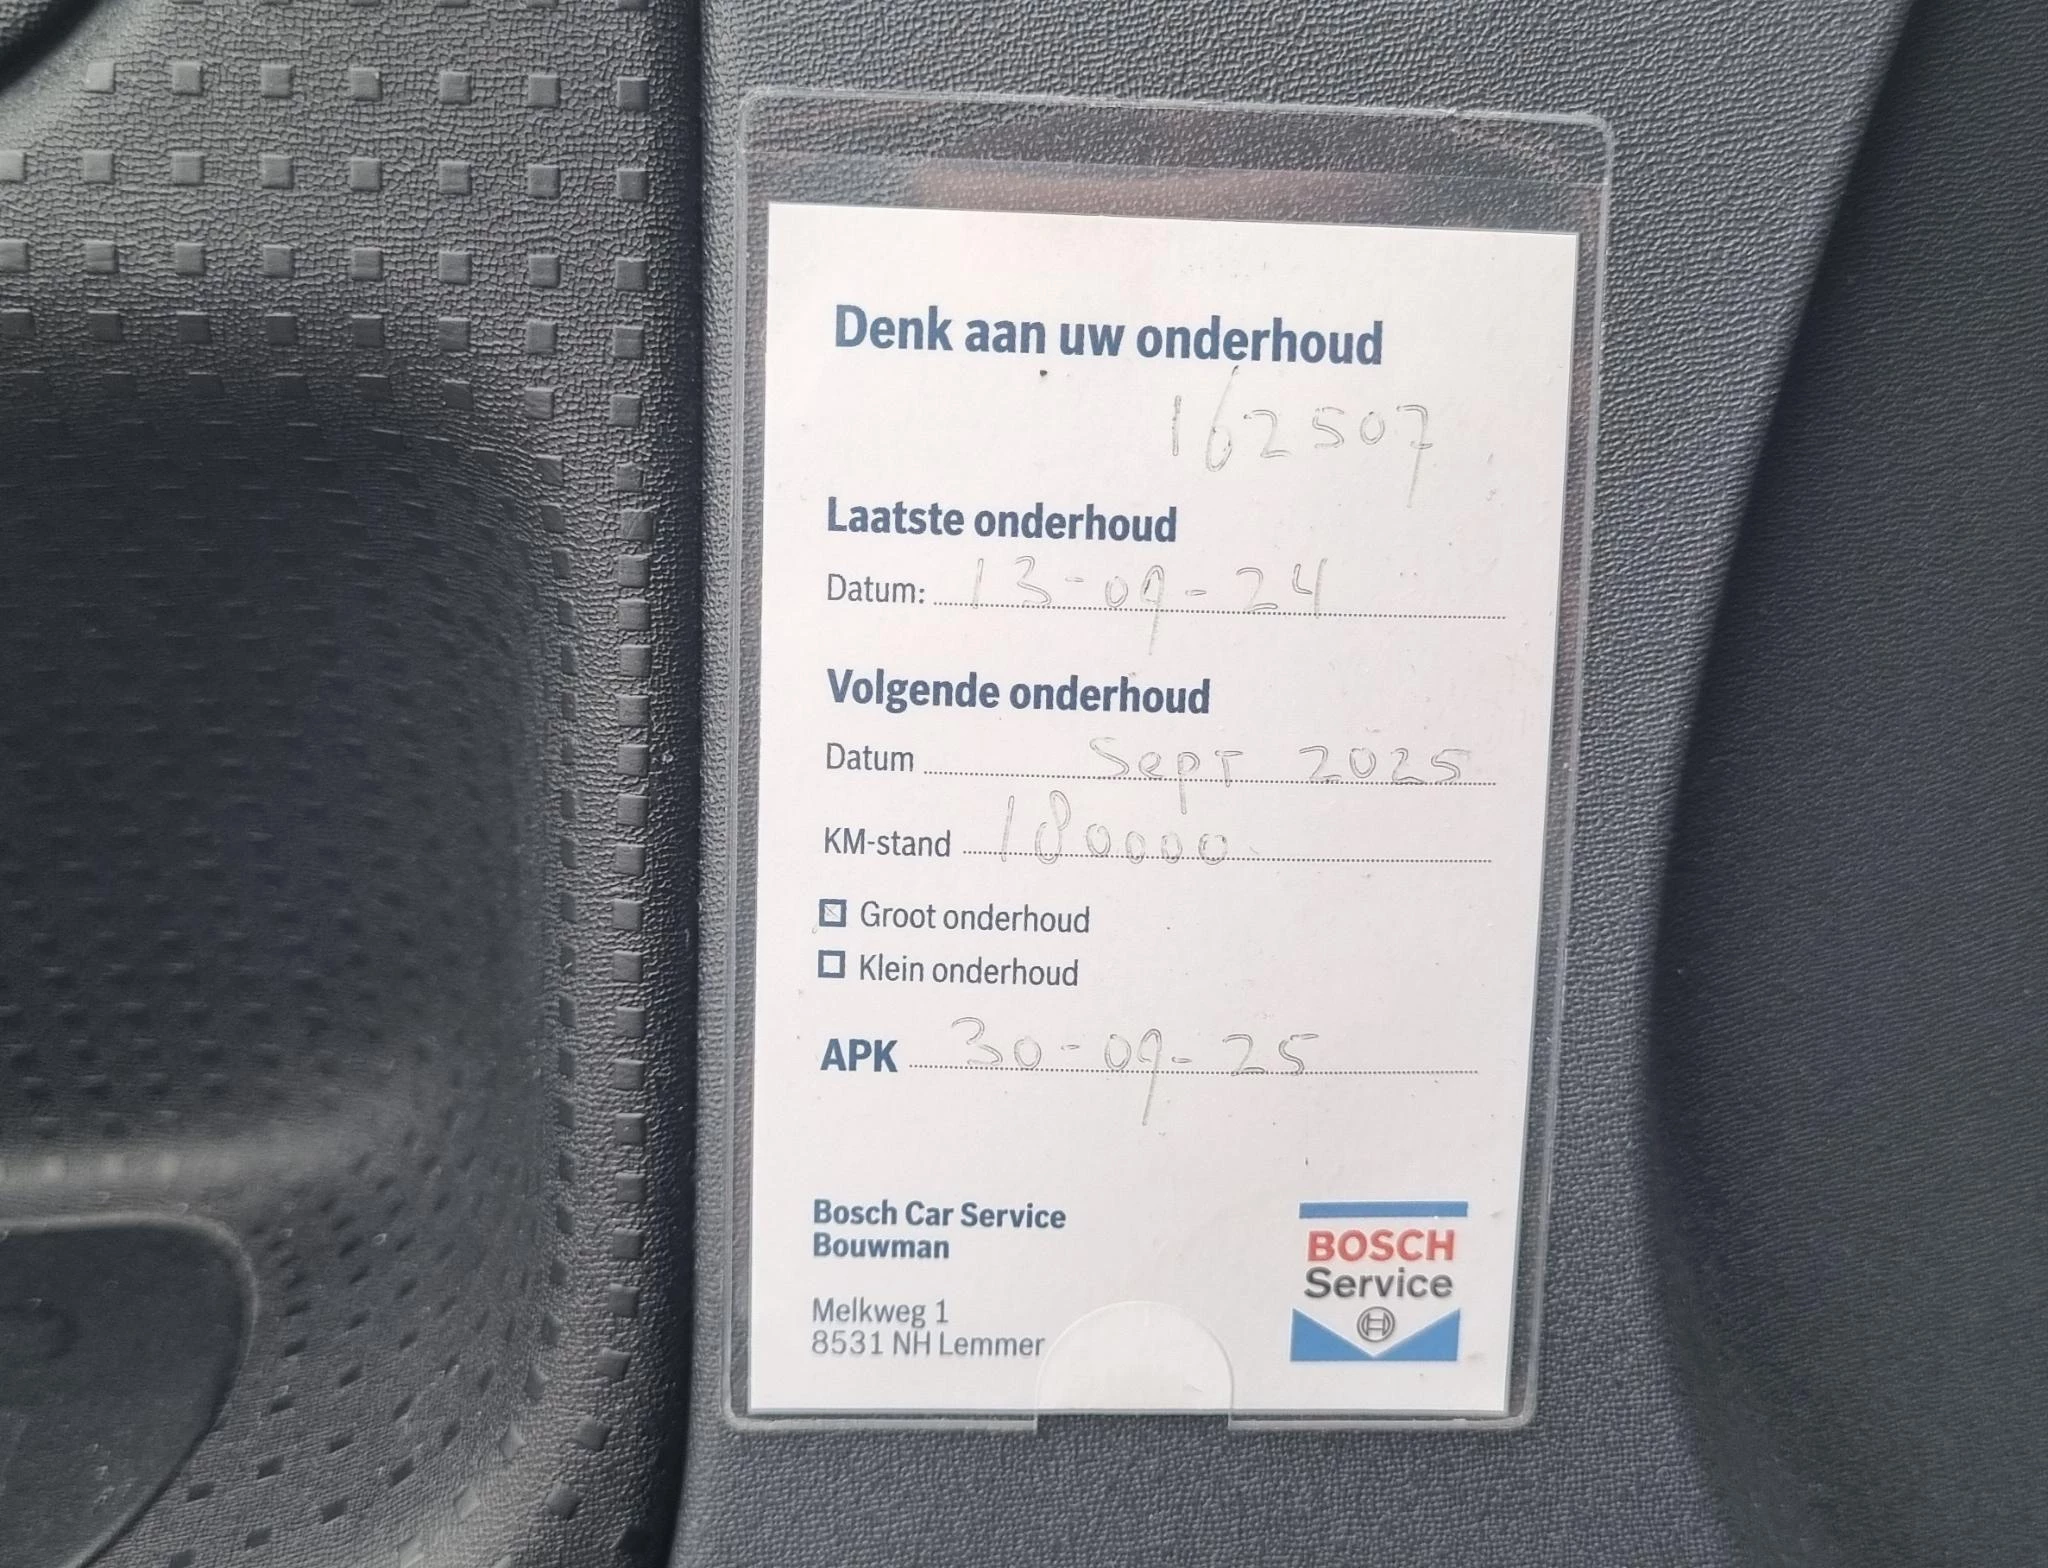 Denk aan uw onderhoud
162507
Laatste onderhoud
Datum: 13-09-24
Volgende onderhoud
Datum Sept 2025
KM-stand 180000
Groot onderhoud
Klein onderhoud
APK 30-09-25
Bosch Car Service
Bouwman
Melkweg 1
8531 NH Lemmer
BOSCH
Service